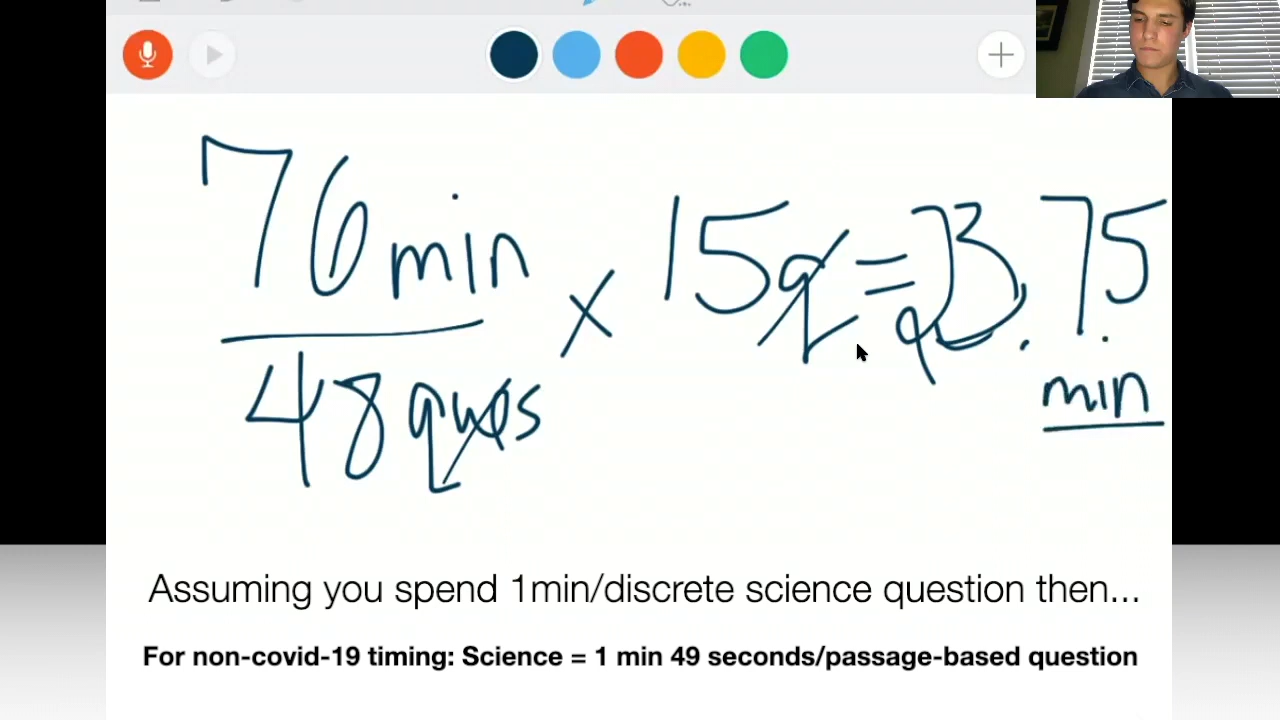 76 min
48 ques
× 15q = 23.75
min
Assuming you spend 1min/discrete science question then...
For non-covid-19 timing: Science = 1 min 49 seconds/passage-based question